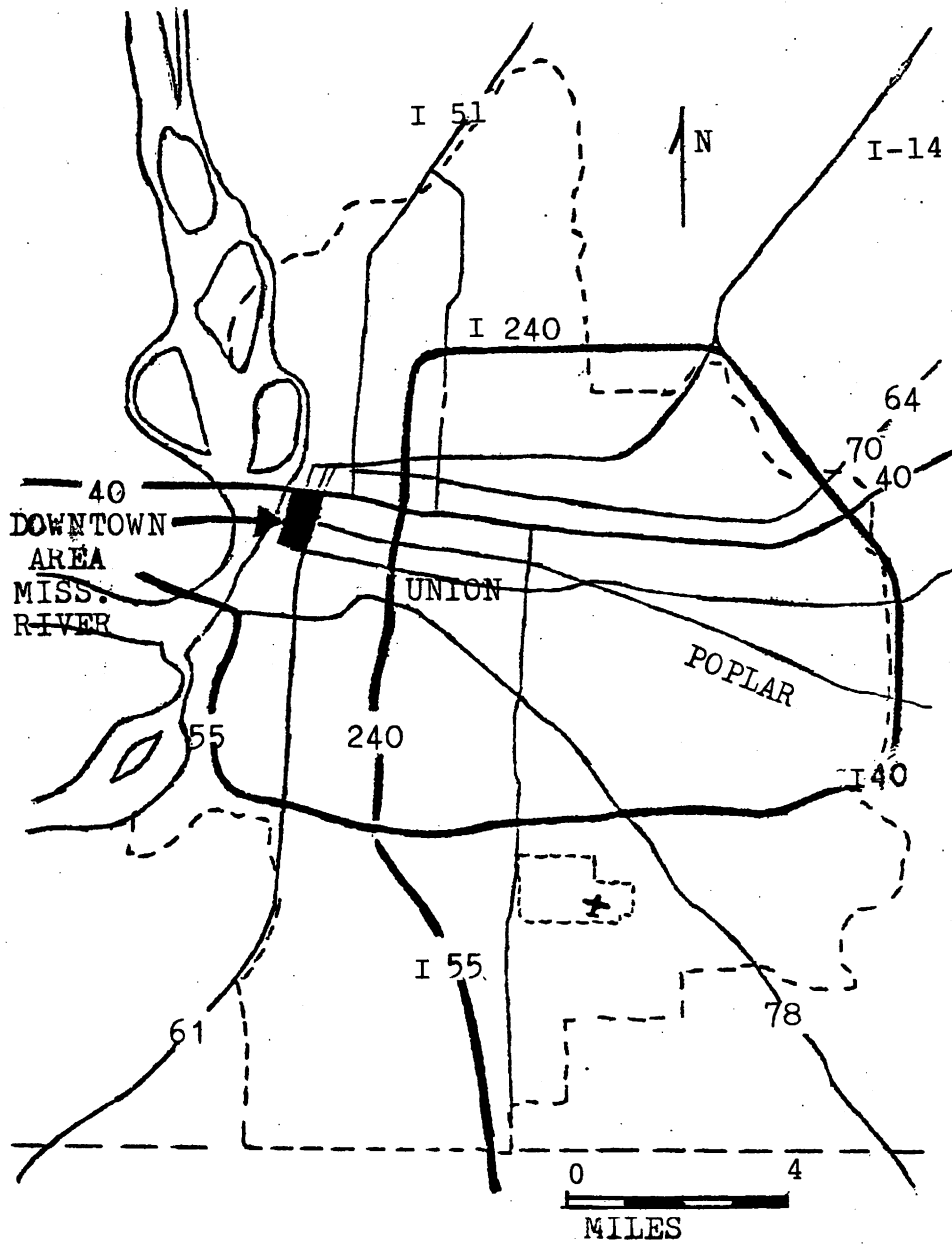 I 51
N
I-14
I 240
64
70
40
40
DOWNTOWN
AREA
MISS.
RIVER
UNION
POPLAR
55
240
I40
I 55
61
78
0 4
MILES